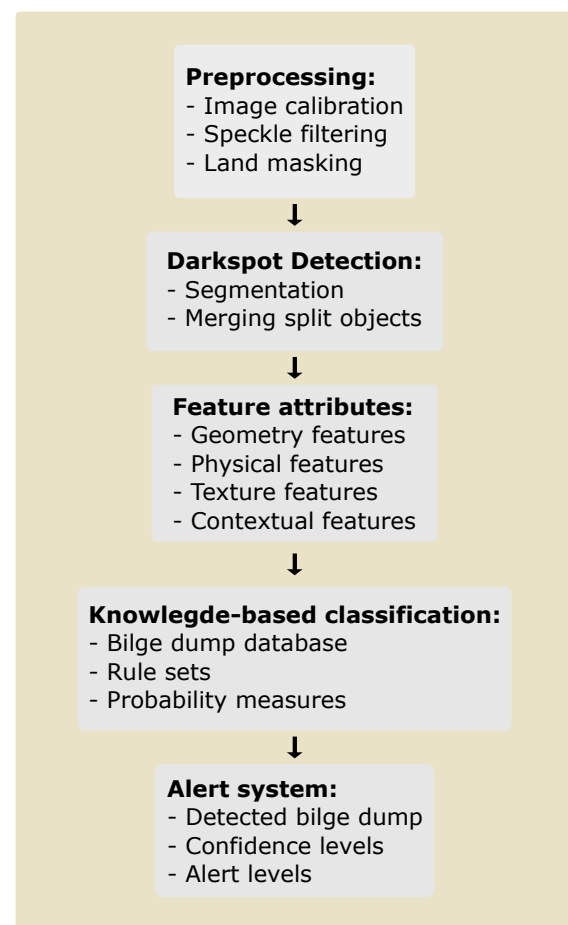 Preprocessing:
- Image calibration
- Speckle filtering
- Land masking
Darkspot Detection:
- Segmentation
- Merging split objects
Feature attributes:
- Geometry features
- Physical features
- Texture features
- Contextual features
Knowlegde-based classification:
- Bilge dump database
- Rule sets
- Probability measures
Alert system:
- Detected bilge dump
- Confidence levels
- Alert levels